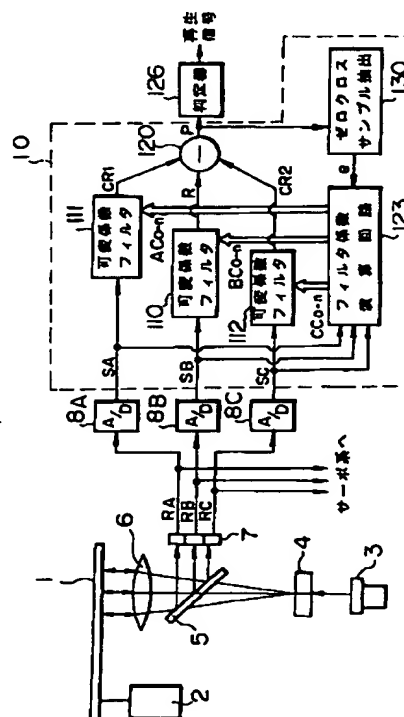 10
111
可変係数
フィルタ
CR1
120
P
判定器
126
再生
信号
SA
8A
A/D
110
可変係数
フィルタ
ACo-n
R
SB
8B
A/D
112
可変係数
フィルタ
BCo-n
CR2
SC
8C
A/D
CCo-n
フィルタ係数
演算回路
123
e
ゼロクロス
サンプル抽出
130
RA
RB
RC
7
サーボ系へ
1
6
5
4
3
2